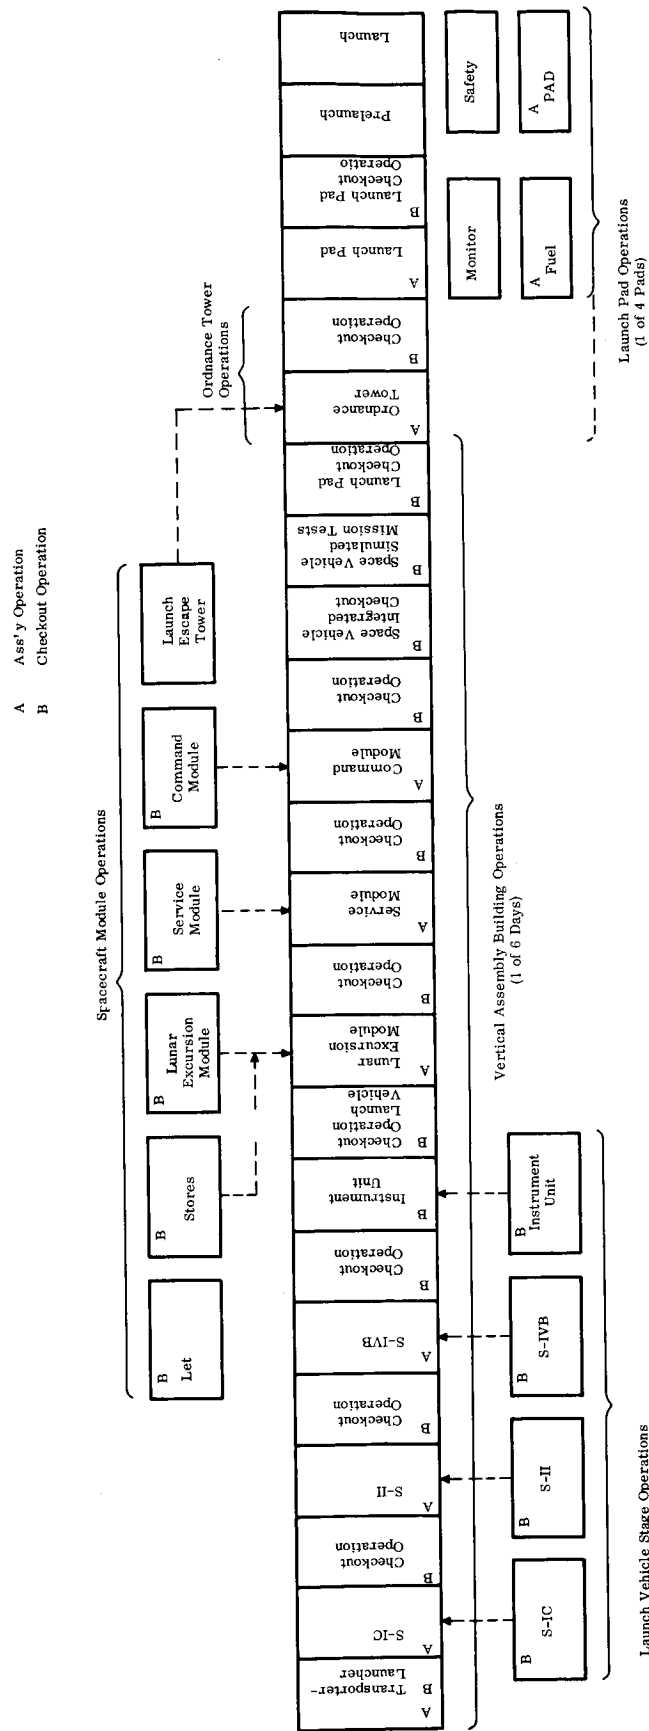 A Ass'y Operation
B Checkout Operation
Spacecraft Module Operations
B
Let
B
Stores
B
Lunar
Excursion
Module
B
Service
Module
B
Command
Module
Launch
Escape
Tower
Ordnance Tower
Operations
Transporter-
Launcher
A B
S-IC
A
Checkout
Operation
B
S-II
A
Checkout
Operation
B
S-IVB
A
Checkout
Operation
B
Instrument
Unit
B
Checkout
Operation
Launch
Vehicle
B
Lunar
Excursion
Module
A
Checkout
Operation
B
Service
Module
A
Checkout
Operation
B
Command
Module
A
Checkout
Operation
B
Space Vehicle
Integrated
Checkout
B
Space Vehicle
Simulated
Mission Tests
B
Launch Pad
Checkout
Operation
B
Ordnance
Tower
A
Checkout
Operation
B
Launch Pad
A
Launch Pad
Checkout
Operatio
B
Prelaunch
Launch
Vertical Assembly Building Operations
(1 of 6 Days)
B
S-IC
B
S-II
B
S-IVB
B
Instrument
Unit
Launch Vehicle Stage Operations
Monitor
Safety
A
Fuel
A
PAD
Launch Pad Operations
(1 of 4 Pads)